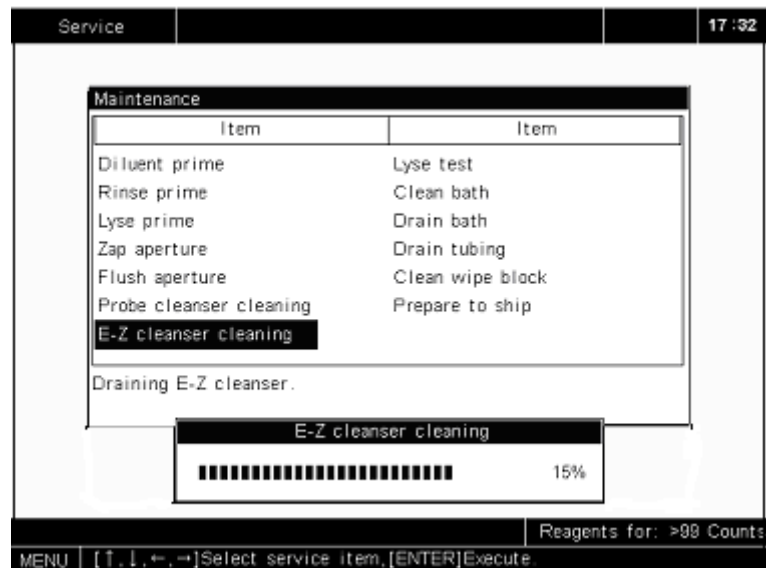 Service 17:32
Maintenance
Item Item
Diluent prime Lyse test
Rinse prime Clean bath
Lyse prime Drain bath
Zap aperture Drain tubing
Flush aperture Clean wipe block
Probe cleanser cleaning Prepare to ship
E-Z cleanser cleaning
Draining E-Z cleanser.
E-Z cleanser cleaning
15%
Reagents for: >99 Counts
MENU [↑,↓,←,→]Select service item,[ENTER]Execute.